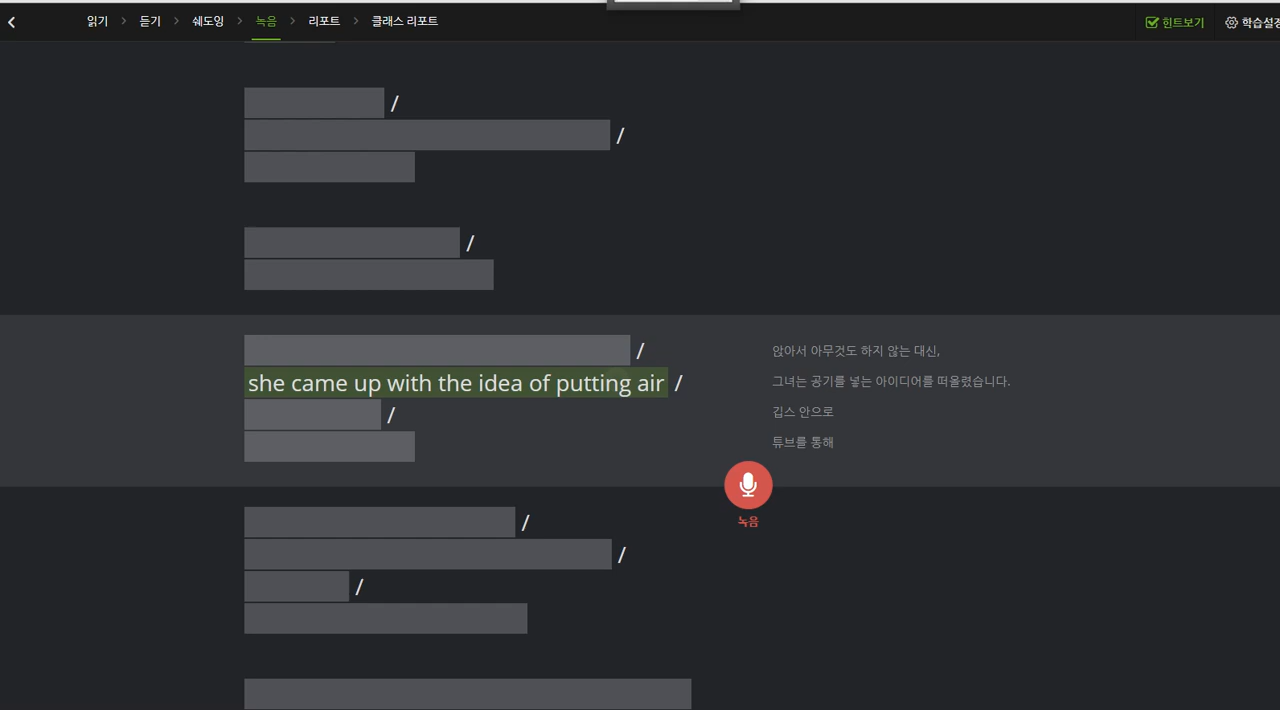 읽기 > 듣기 > 쉐도잉 > 녹음 > 리포트 > 클래스 리포트
힌트보기
학습설정
/
/
/
/
앉아서 아무것도 하지 않는 대신,
she came up with the idea of putting air /
그녀는 공기를 넣는 아이디어를 떠올렸습니다.
/
깁스 안으로
튜브를 통해
녹음
/
/
/